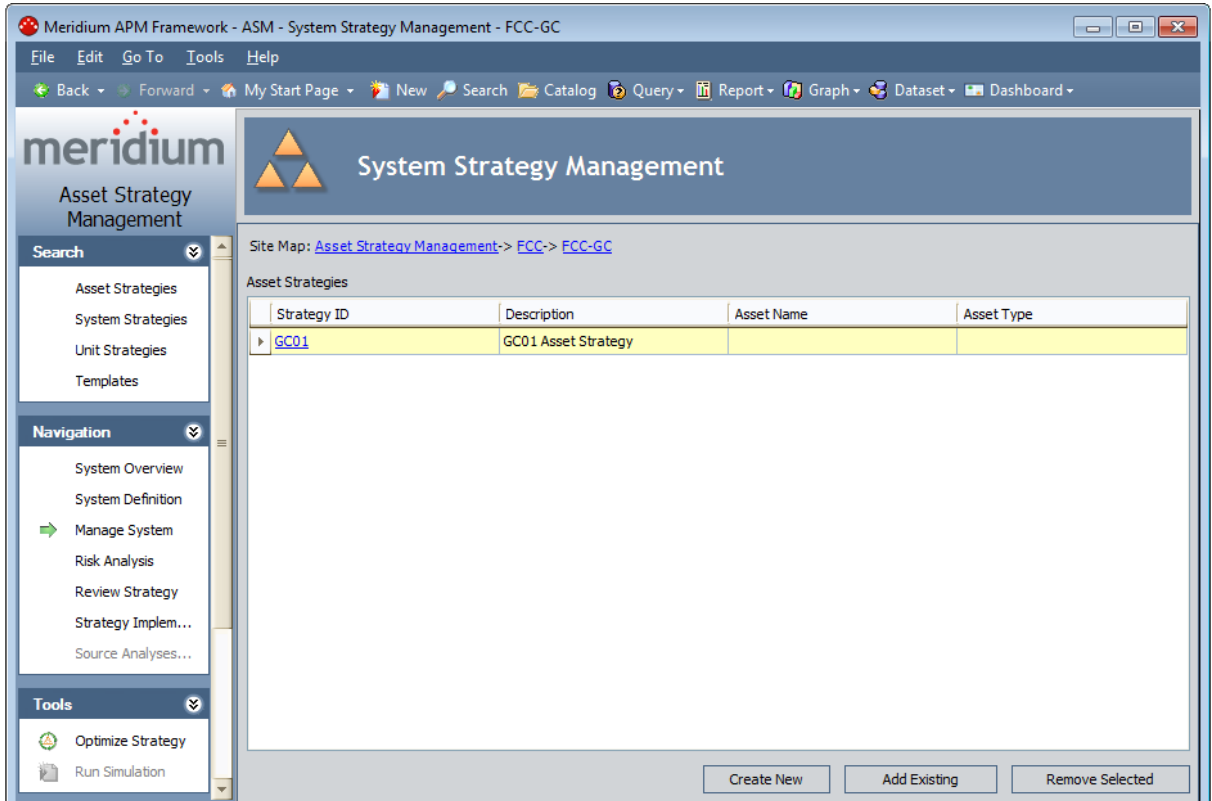 Meridium APM Framework - ASM - System Strategy Management - FCC-GC
File Edit Go To Tools Help
Back Forward My Start Page New Search Catalog Query Report Graph Dataset Dashboard
meridium
Asset Strategy
Management
Search
Asset Strategies
System Strategies
Unit Strategies
Templates
Navigation
System Overview
System Definition
Manage System
Risk Analysis
Review Strategy
Strategy Implem...
Source Analyses...
Tools
Optimize Strategy
Run Simulation
System Strategy Management
Site Map: Asset Strategy Management-> FCC-> FCC-GC
Asset Strategies
Strategy ID Description Asset Name Asset Type
GC01 GC01 Asset Strategy
Create New Add Existing Remove Selected